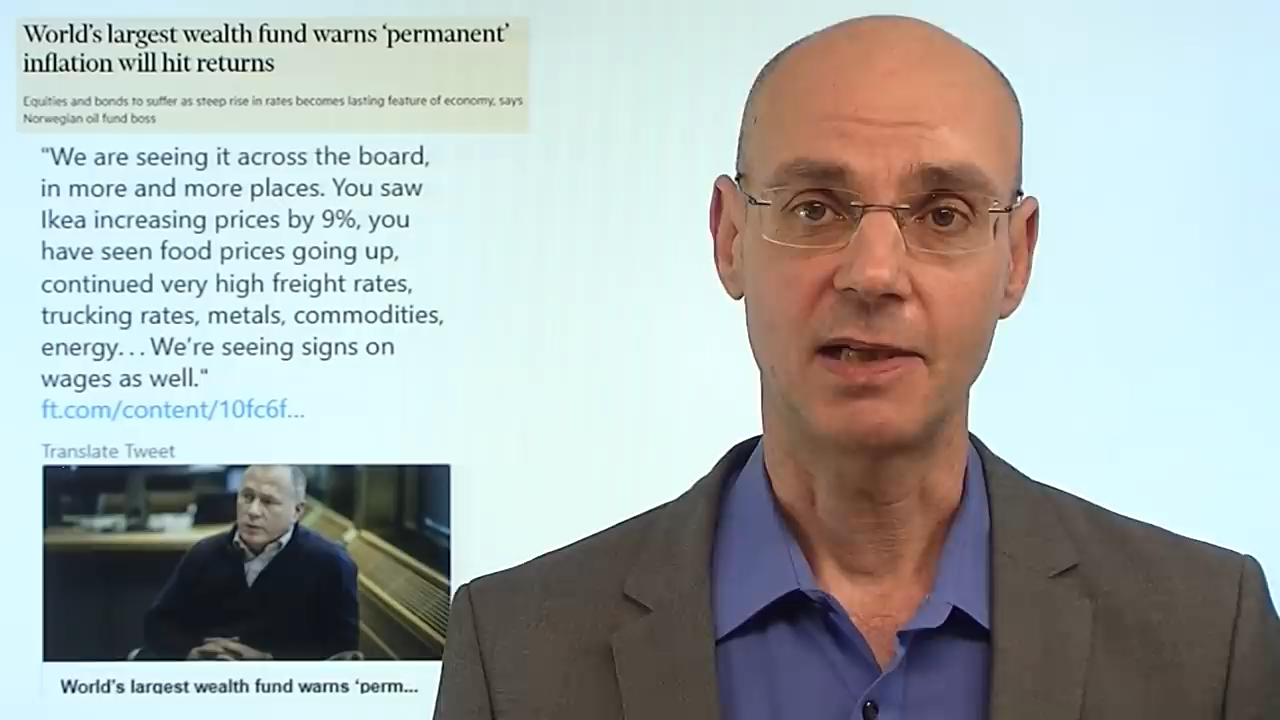 World's largest wealth fund warns ‘permanent’
inflation will hit returns
Equities and bonds to suffer as steep rise in rates becomes lasting feature of economy, says
Norwegian oil fund boss
"We are seeing it across the board,
in more and more places. You saw
Ikea increasing prices by 9%, you
have seen food prices going up,
continued very high freight rates,
trucking rates, metals, commodities,
energy… We’re seeing signs on
wages as well."
ft.com/content/10fc6f...
Translate Tweet
World's largest wealth fund warns ‘perm...